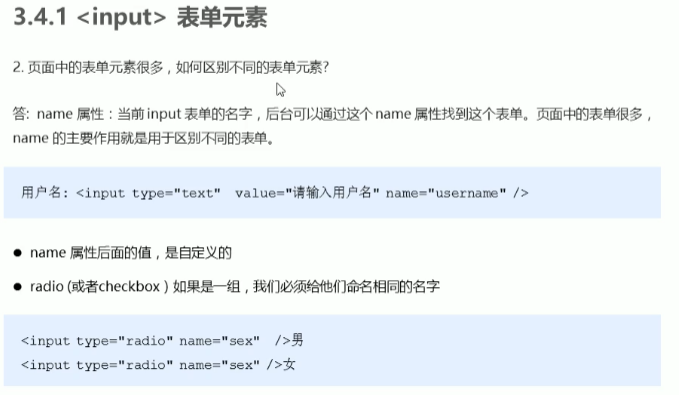 3.4.1 <input> 表单元素
2. 页面中的表单元素很多，如何区别不同的表单元素?
答: name 属性：当前 input 表单的名字，后台可以通过这个 name 属性找到这个表单。页面中的表单很多，
name 的主要作用就是用于区别不同的表单。
用户名: <input type="text"  value="请输入用户名" name="username" />
● name 属性后面的值，是自定义的
● radio (或者checkbox ) 如果是一组，我们必须给他们命名相同的名字
<input type="radio" name="sex"  />男
<input type="radio" name="sex" />女